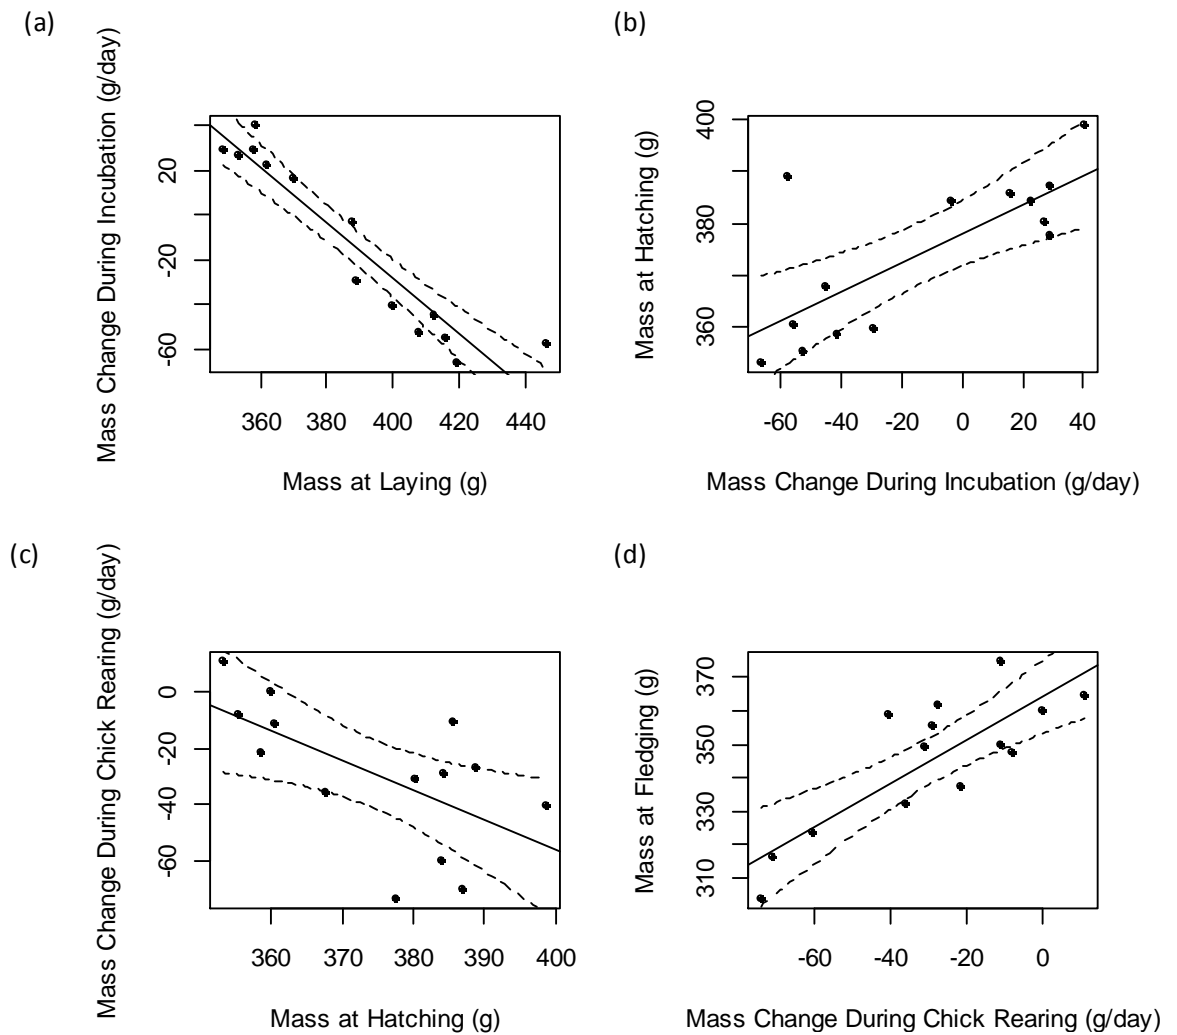 (a)
Mass Change During Incubation (g/day)
20
-20
-60
360 380 400 420 440
Mass at Laying (g)
(b)
Mass at Hatching (g)
400
380
360
-60 -40 -20 0 20 40
Mass Change During Incubation (g/day)
(c)
Mass Change During Chick Rearing (g/day)
0
-20
-40
-60
360 370 380 390 400
Mass at Hatching (g)
(d)
Mass at Fledging (g)
370
350
330
310
-60 -40 -20 0
Mass Change During Chick Rearing (g/day)